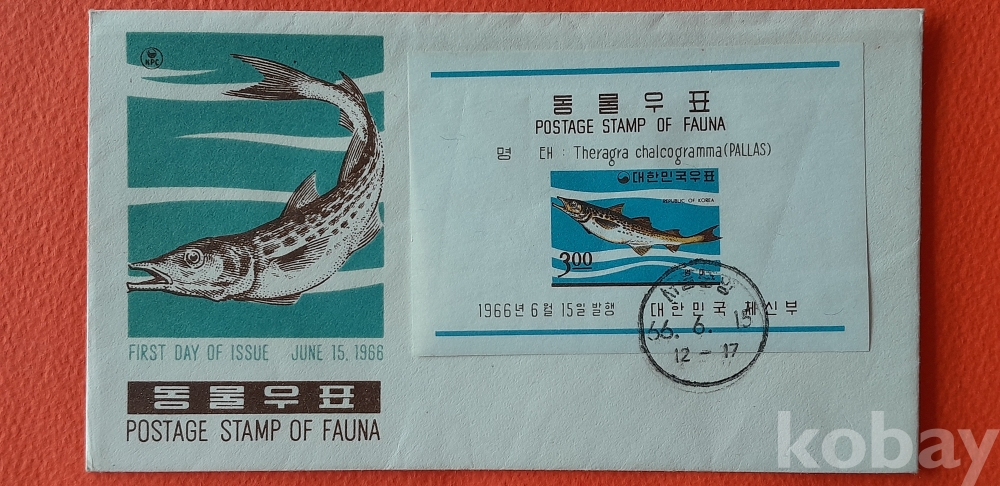 KPC
FIRST DAY OF ISSUE JUNE 15, 1966
동물우표
POSTAGE STAMP OF FAUNA
동물우표
POSTAGE STAMP OF FAUNA
명 태 : Theragra chalcogramma(PALLAS)
대한민국우표
REPUBLIC OF KOREA
3.00
1966년 6월 15일 발행 대한민국 체신부
66. 6. 15
12-17
kobay